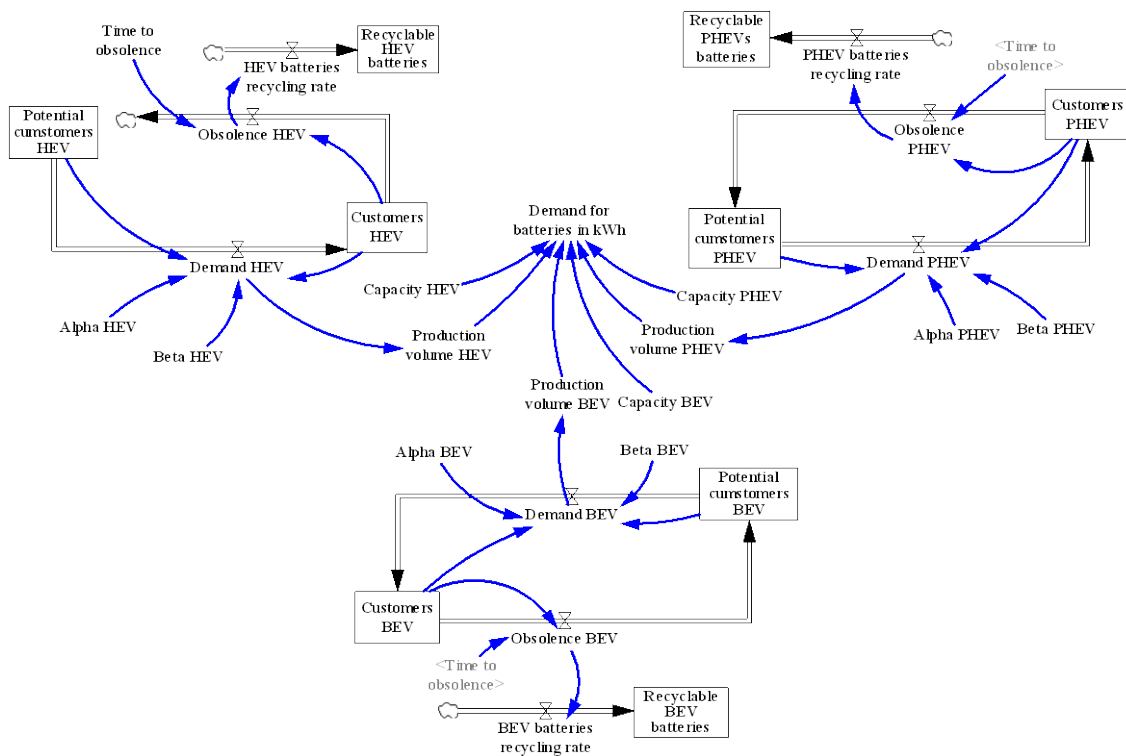 Time to
obsolence
Recyclable
HEV
batteries
HEV batteries
recycling rate
Potential
cumstomers
HEV
Obsolence HEV
Customers
HEV
Demand HEV
Alpha HEV
Beta HEV
Capacity HEV
Production
volume HEV
Demand for
batteries in kWh
Recyclable
PHEVs
batteries
PHEV batteries
recycling rate
<Time to
obsolence>
Customers
PHEV
Obsolence
PHEV
Potential
cumstomers
PHEV
Demand PHEV
Capacity PHEV
Production
volume PHEV
Alpha PHEV
Beta PHEV
Production
volume BEV
Capacity BEV
Alpha BEV
Beta BEV
Potential
cumstomers
BEV
Demand BEV
Customers
BEV
Obsolence BEV
<Time to
obsolence>
BEV batteries
recycling rate
Recyclable
BEV
batteries